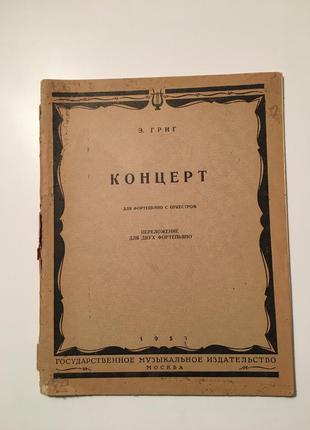 Э. ГРИГ
КОНЦЕРТ
ДЛЯ ФОРТЕПЬЯНО С ОРКЕСТРОМ
ПЕРЕЛОЖЕНИЕ
ДЛЯ ДВУХ ФОРТЕПЬЯНО
ГОСУДАРСТВЕННОЕ МУЗЫКАЛЬНОЕ ИЗДАТЕЛЬСТВО
МОСКВА